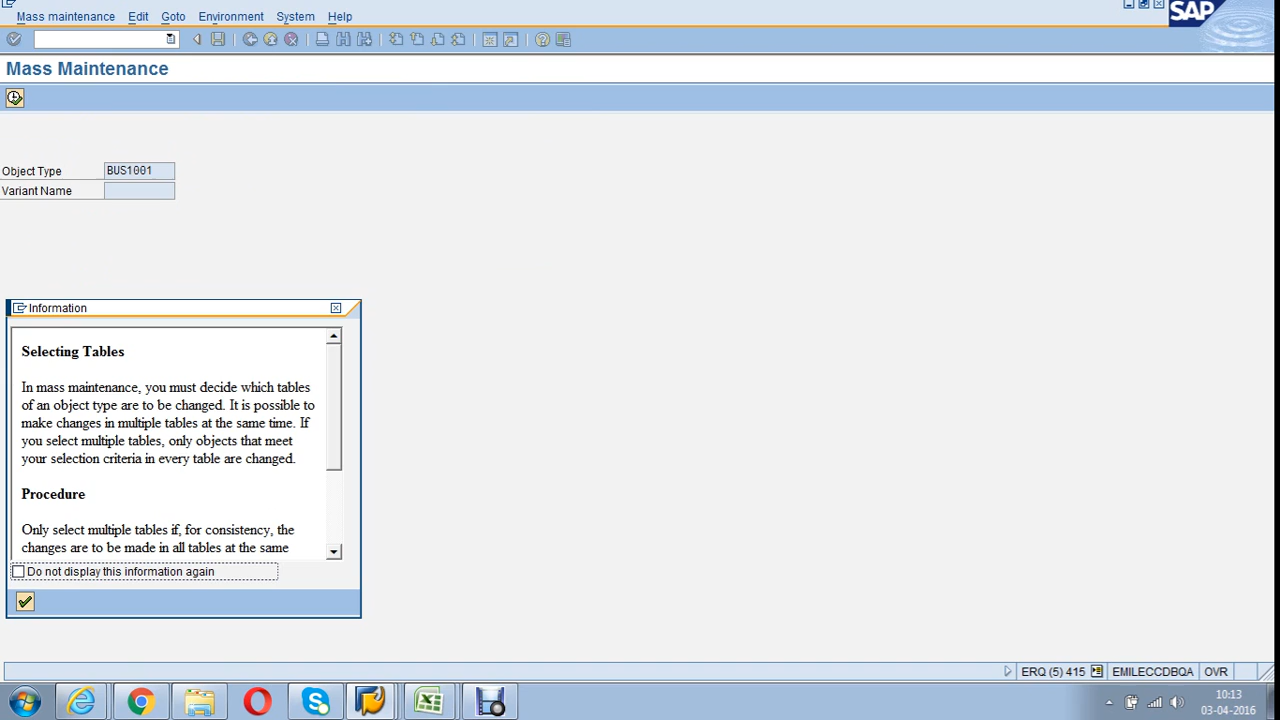 Mass maintenance Edit Goto Environment System Help
SAP
Mass Maintenance
Object Type BUS1001
Variant Name
Information
Selecting Tables
In mass maintenance, you must decide which tables
of an object type are to be changed. It is possible to
make changes in multiple tables at the same time. If
you select multiple tables, only objects that meet
your selection criteria in every table are changed.
Procedure
Only select multiple tables if, for consistency, the
changes are to be made in all tables at the same
Do not display this information again
ERQ (5) 415 EMILECCDBQA OVR
10:13
03-04-2016